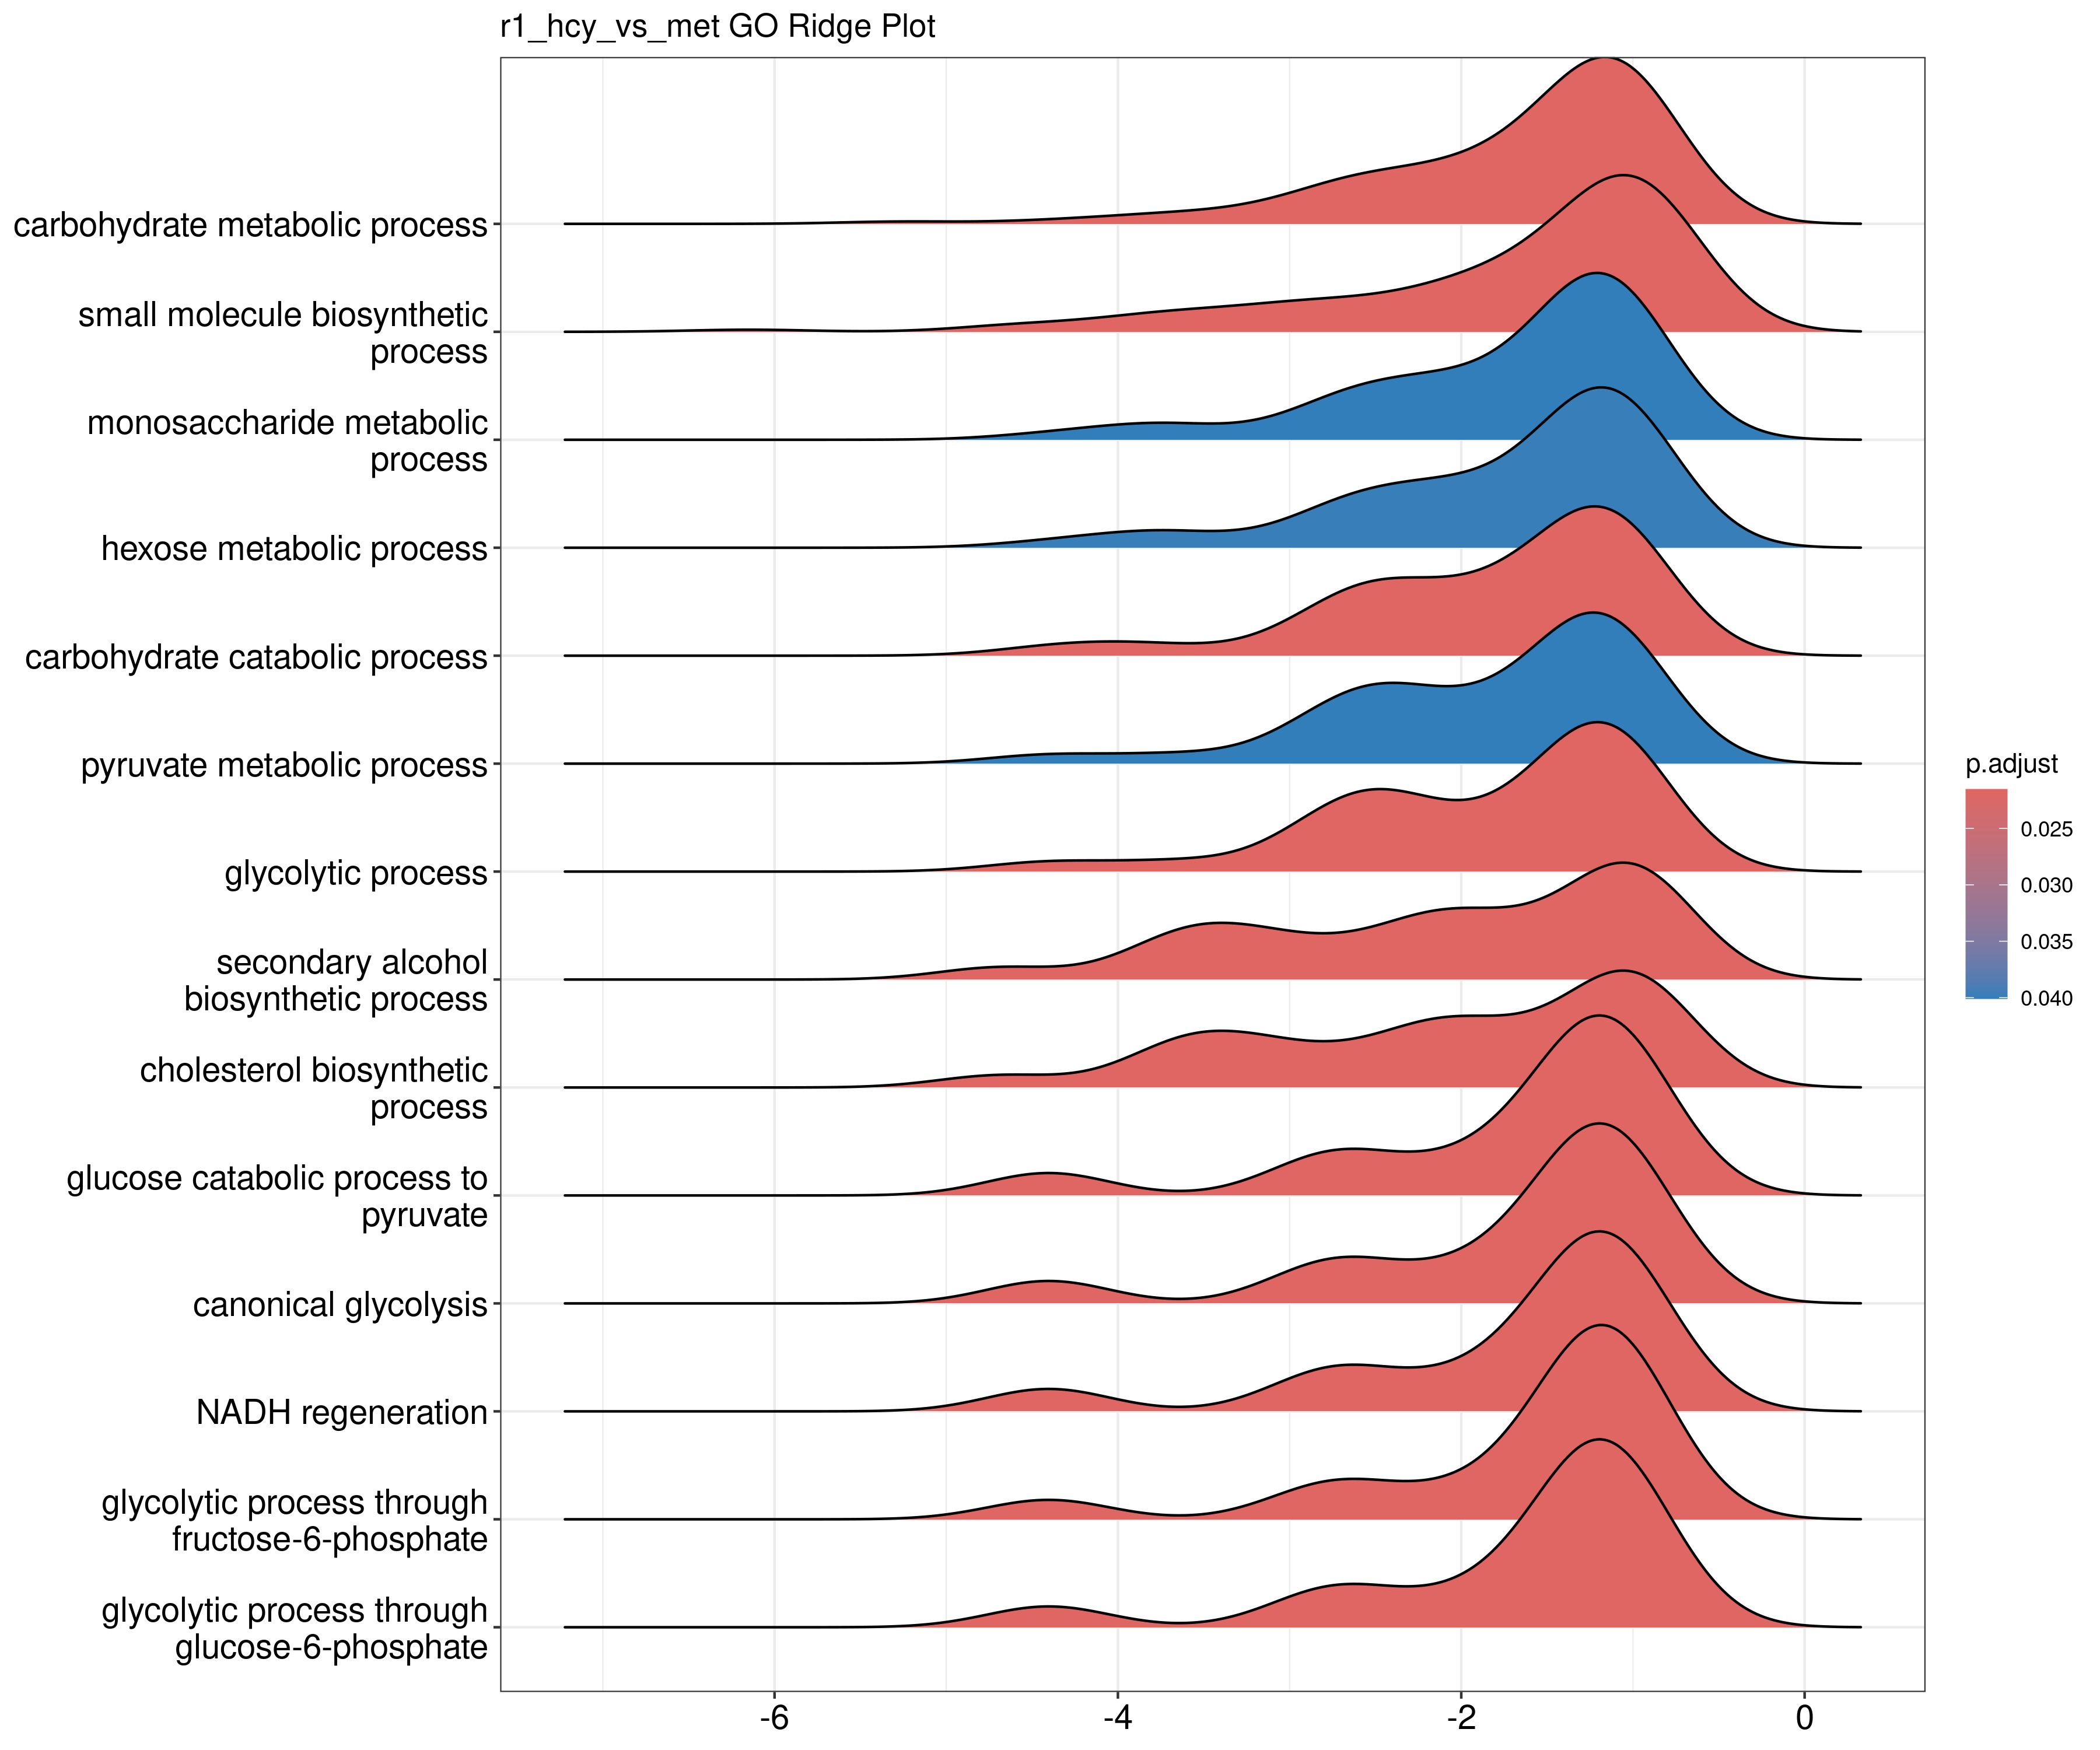 r1_hcy_vs_met GO Ridge Plot
carbohydrate metabolic process
small molecule biosynthetic
process
monosaccharide metabolic
process
hexose metabolic process
carbohydrate catabolic process
pyruvate metabolic process
glycolytic process
secondary alcohol
biosynthetic process
cholesterol biosynthetic
process
glucose catabolic process to
pyruvate
canonical glycolysis
NADH regeneration
glycolytic process through
fructose-6-phosphate
glycolytic process through
glucose-6-phosphate
-6 -4 -2 0
p.adjust
0.025
0.030
0.035
0.040